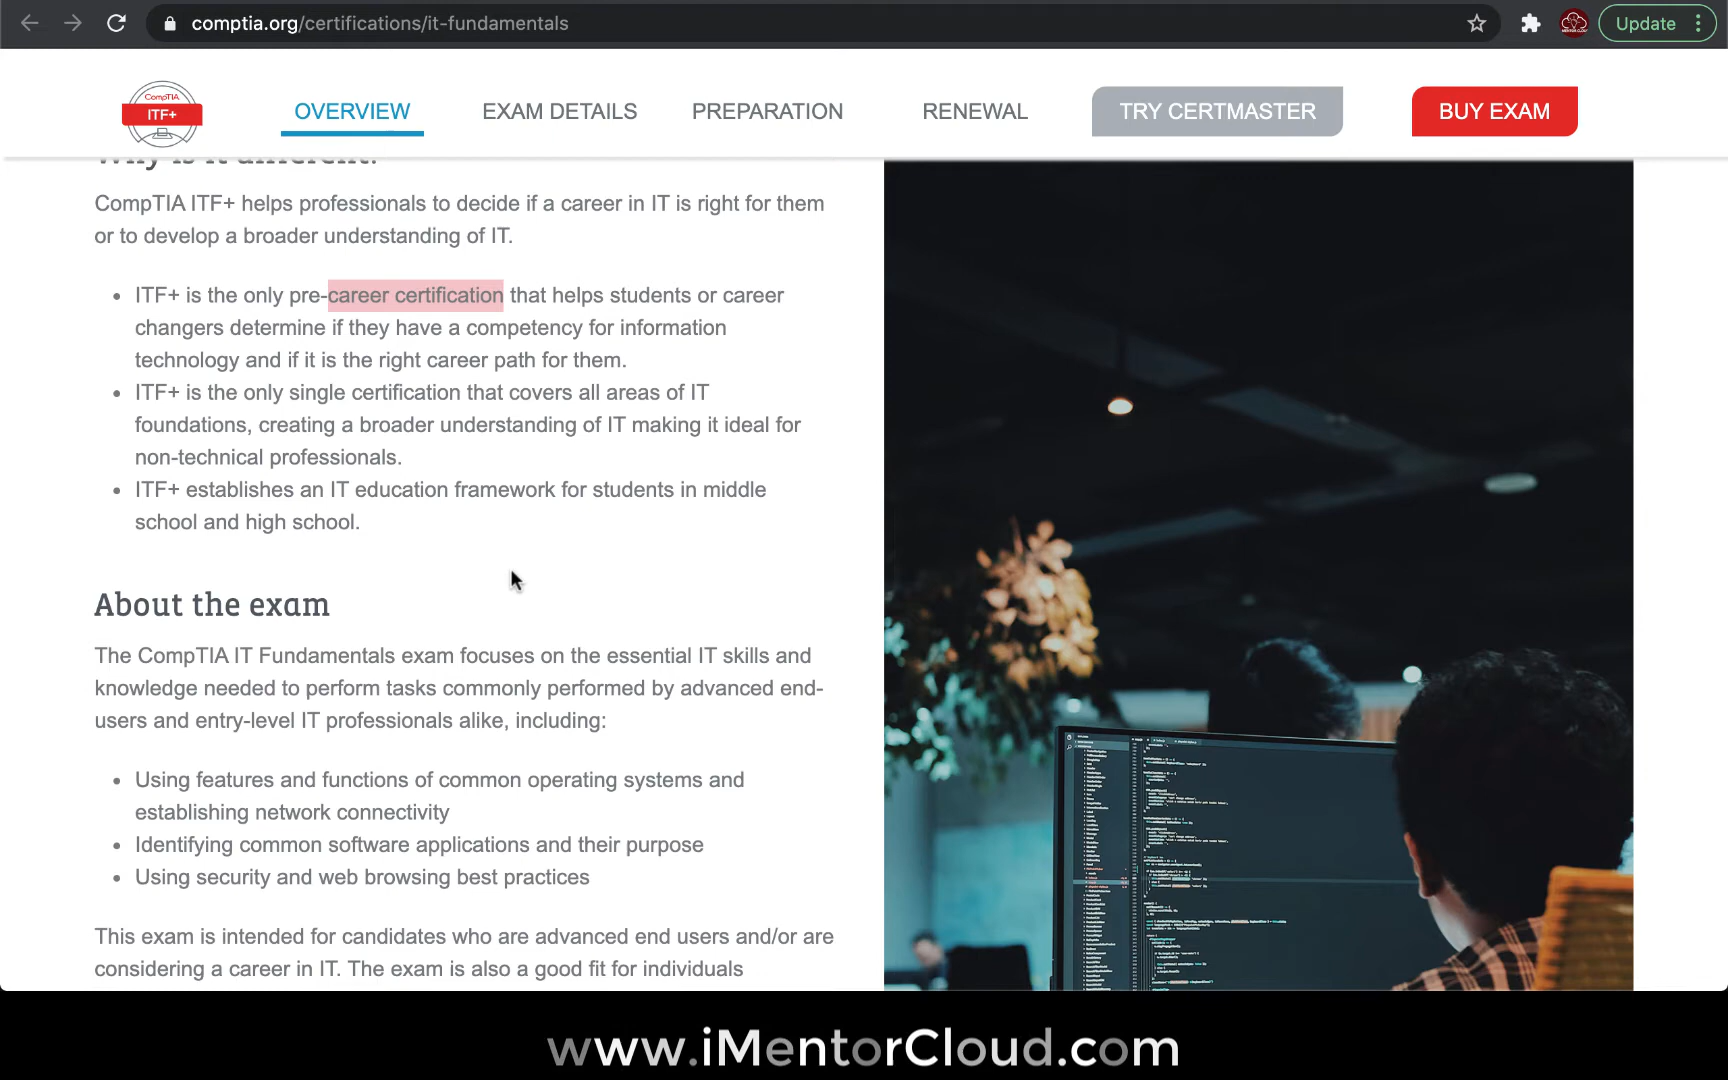 comptia.org/certifications/it-fundamentals
Update
CompTIA
ITF+
OVERVIEW
EXAM DETAILS
PREPARATION
RENEWAL
TRY CERTMASTER
BUY EXAM
Why is it different?
CompTIA ITF+ helps professionals to decide if a career in IT is right for them
or to develop a broader understanding of IT.
• ITF+ is the only pre-career certification that helps students or career
changers determine if they have a competency for information
technology and if it is the right career path for them.
• ITF+ is the only single certification that covers all areas of IT
foundations, creating a broader understanding of IT making it ideal for
non-technical professionals.
• ITF+ establishes an IT education framework for students in middle
school and high school.
About the exam
The CompTIA IT Fundamentals exam focuses on the essential IT skills and
knowledge needed to perform tasks commonly performed by advanced end-
users and entry-level IT professionals alike, including:
• Using features and functions of common operating systems and
establishing network connectivity
• Identifying common software applications and their purpose
• Using security and web browsing best practices
This exam is intended for candidates who are advanced end users and/or are
considering a career in IT. The exam is also a good fit for individuals
www.iMentorCloud.com